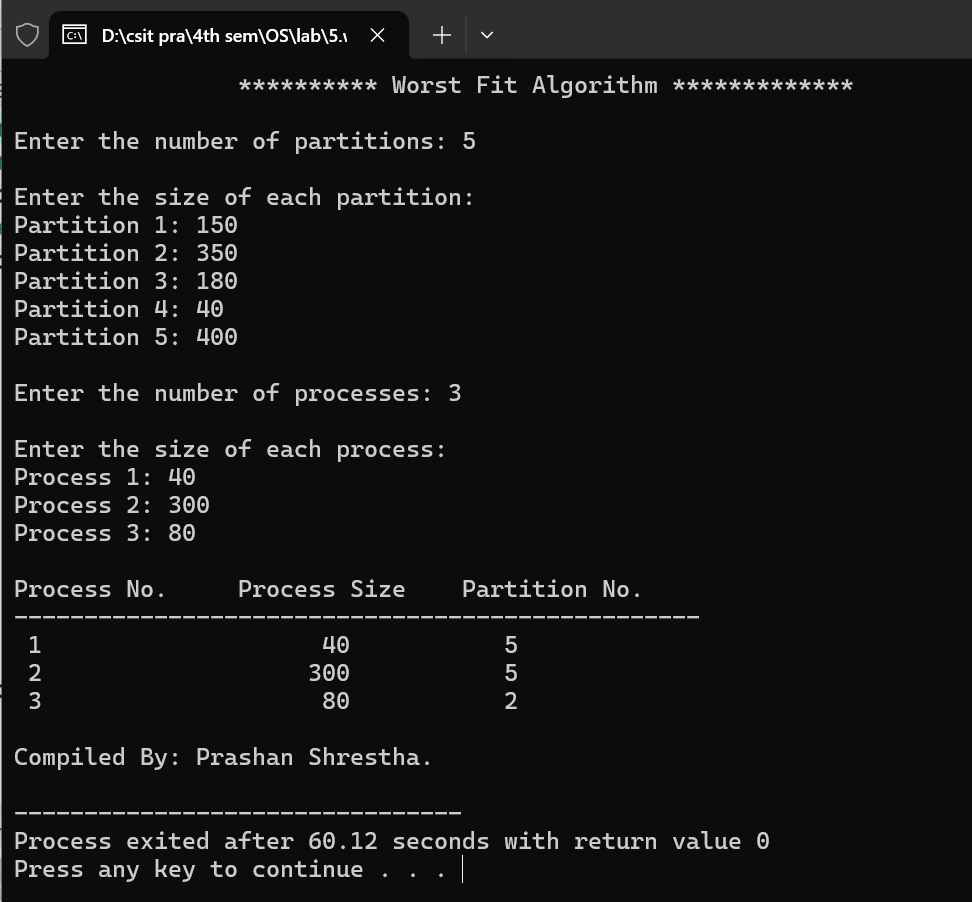 D:\csit pra\4th sem\OS\lab\5.
********** Worst Fit Algorithm *************
Enter the number of partitions: 5
Enter the size of each partition:
Partition 1: 150
Partition 2: 350
Partition 3: 180
Partition 4: 40
Partition 5: 400
Enter the number of processes: 3
Enter the size of each process:
Process 1: 40
Process 2: 300
Process 3: 80
Process No. Process Size Partition No.
-------------------------------------------------
1 40 5
2 300 5
3 80 2
Compiled By: Prashan Shrestha.
--------------------------------
Process exited after 60.12 seconds with return value 0
Press any key to continue . . .